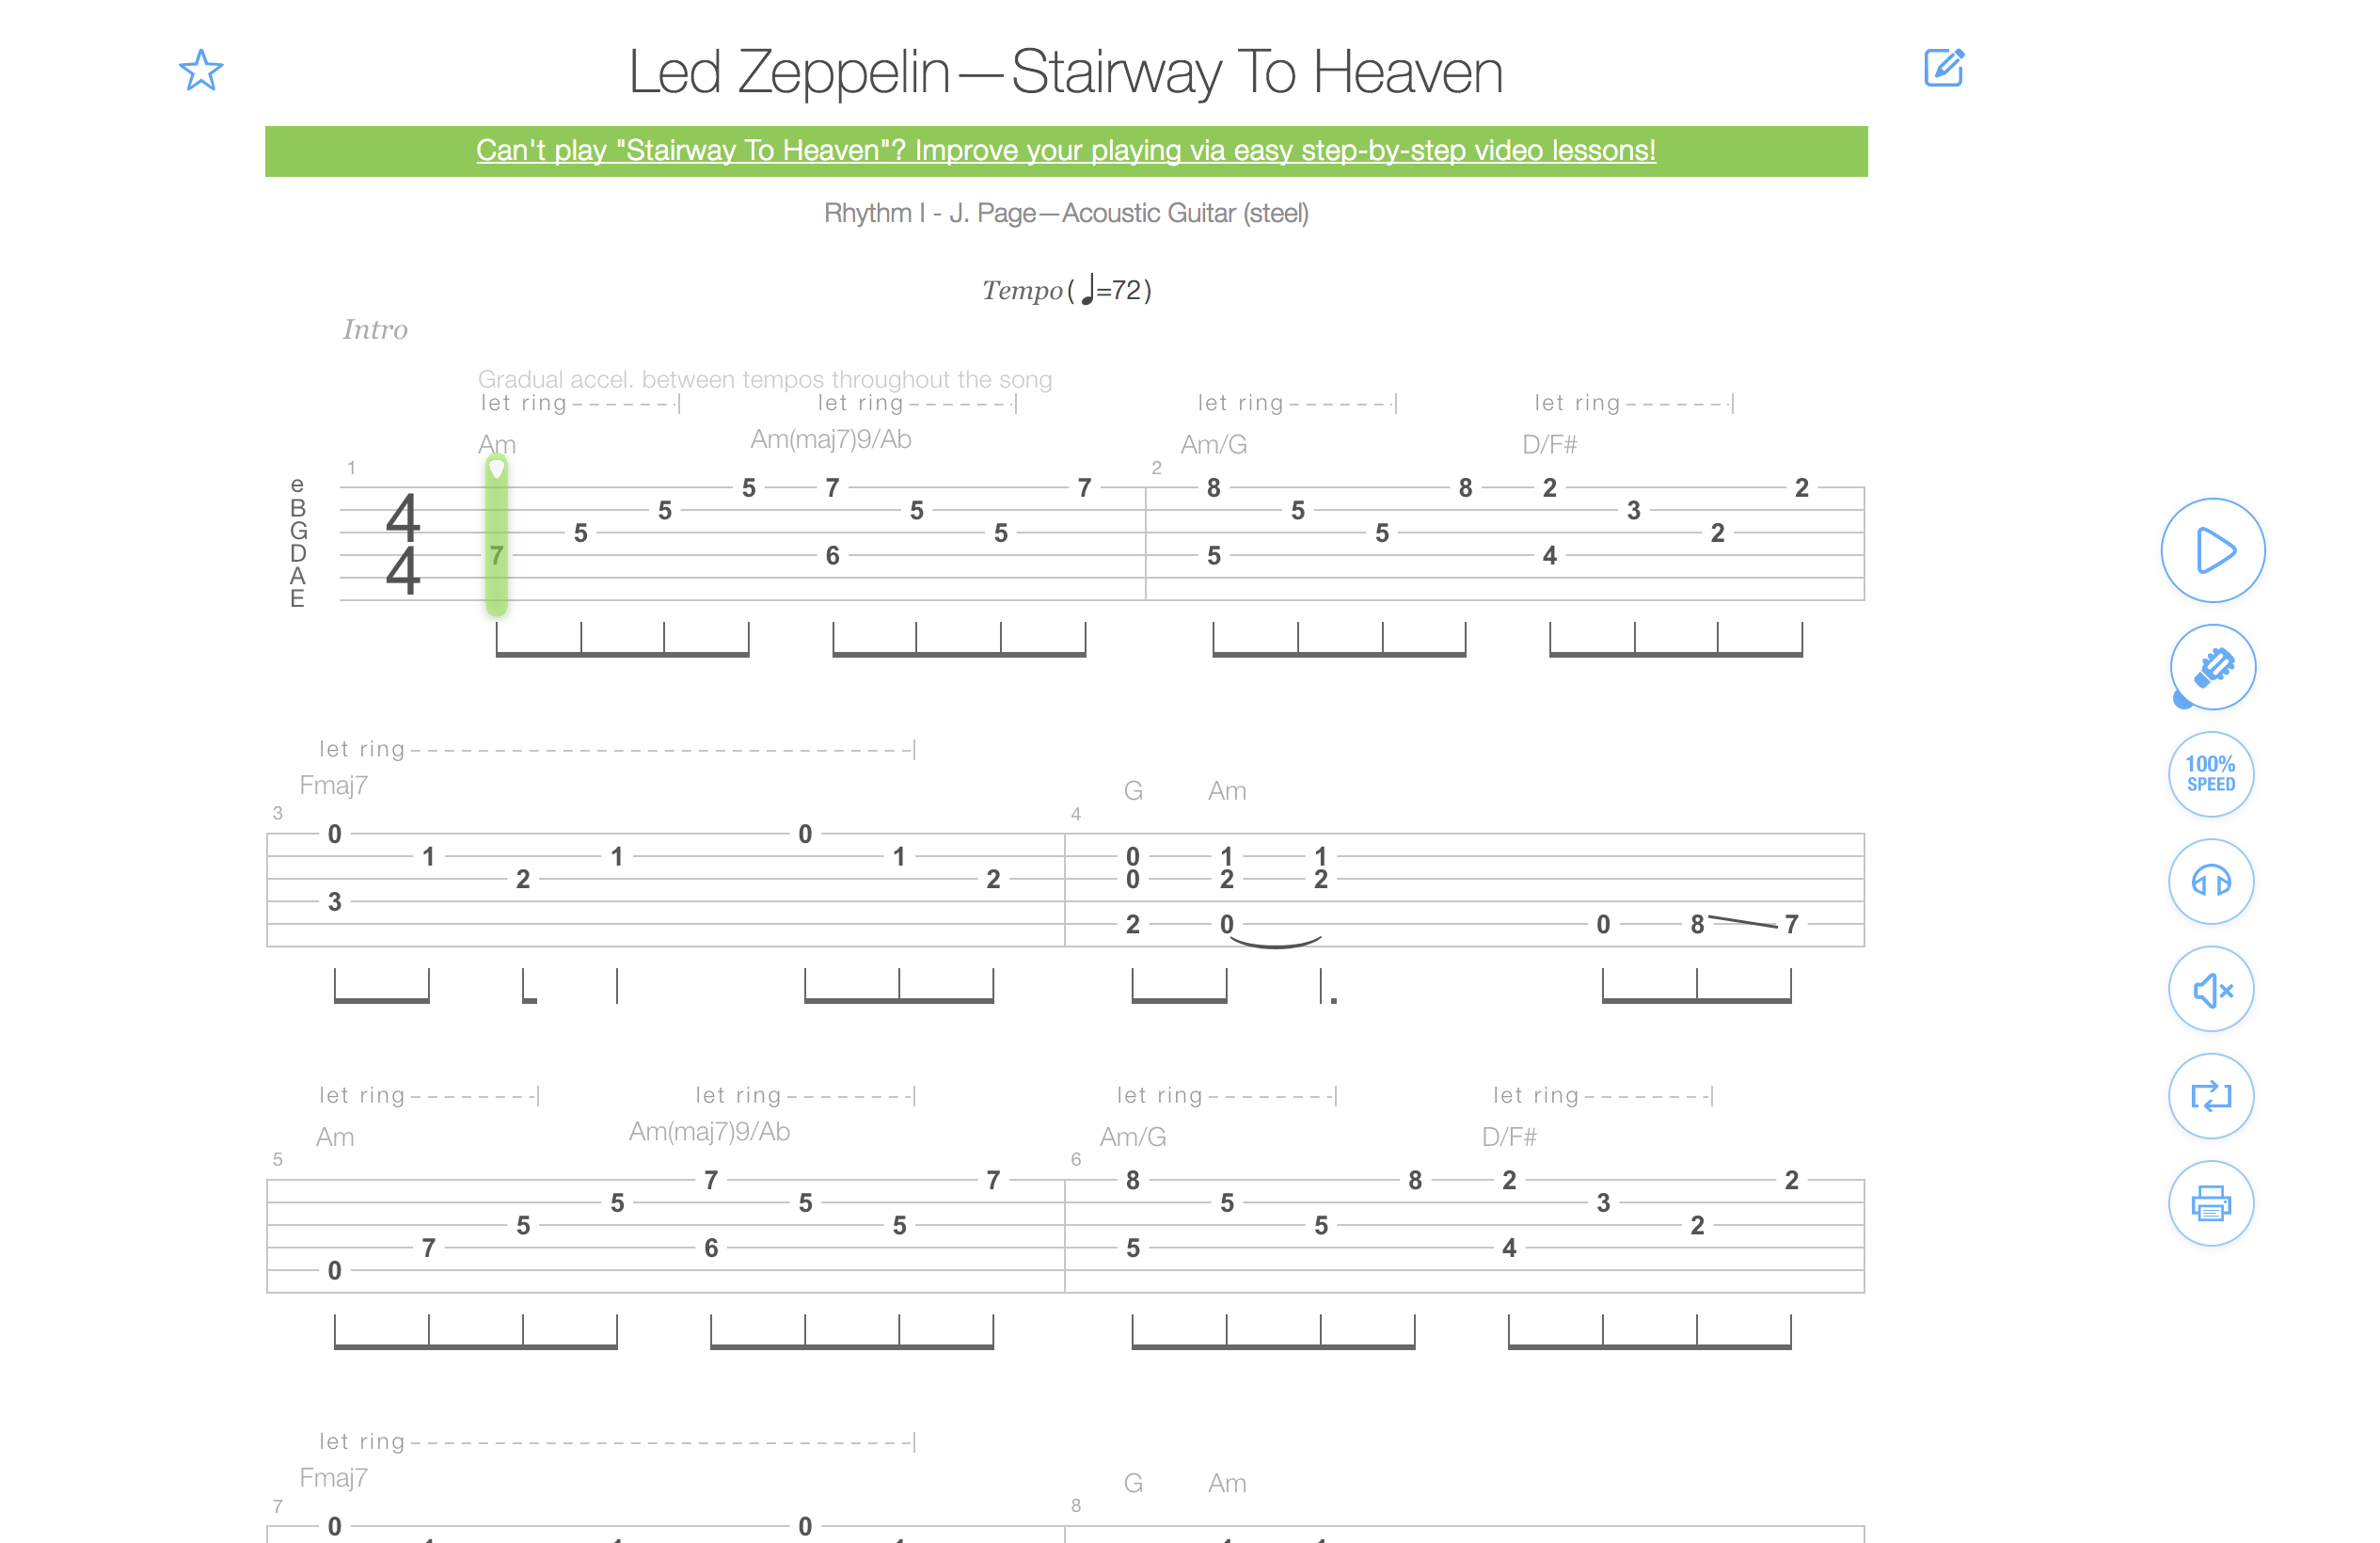 Led Zeppelin—Stairway To Heaven
Can't play "Stairway To Heaven"? Improve your playing via easy step-by-step video lessons!
Rhythm I - J. Page—Acoustic Guitar (steel)
Tempo ( ♩=72)
Intro
Gradual accel. between tempos throughout the song
let ring let ring let ring let ring
Am Am(maj7)9/Ab Am/G D/F#
1 2
e 5 7 7 8 8 2 2
B 5 5 5 3
G 5 5 5 2
D 7 6 5 4
A
E
4
4
let ring
Fmaj7 G Am
3 4
0 0
1 1 1 0 1 1
2 2 0 2 2
3
2 0 0 8 7
let ring let ring let ring let ring
Am Am(maj7)9/Ab Am/G D/F#
5 6
7 7 8 8 2 2
5 5 5 3
5 5 5 2
7 6 5 4
0
let ring
Fmaj7 G Am
7 8
0 0
1 1 1 1 1
100%
SPEED